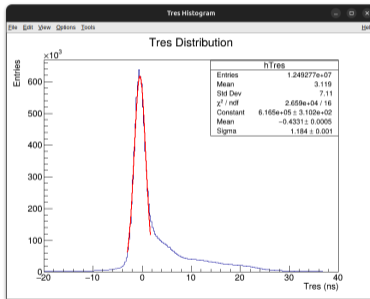 Tres Histogram
File Edit View Options Tools
Help
Tres Distribution
×10³
Entries
hTres
Entries 1.249277e+07
Mean 3.119
Std Dev 7.11
χ² / ndf 2.659e+04 / 16
Constant 6.165e+05 ± 3.102e+02
Mean −0.4331 ± 0.0005
Sigma 1.184 ± 0.001
600
500
400
300
200
100
0
−20 −10 0 10 20 30 40
Tres (ns)